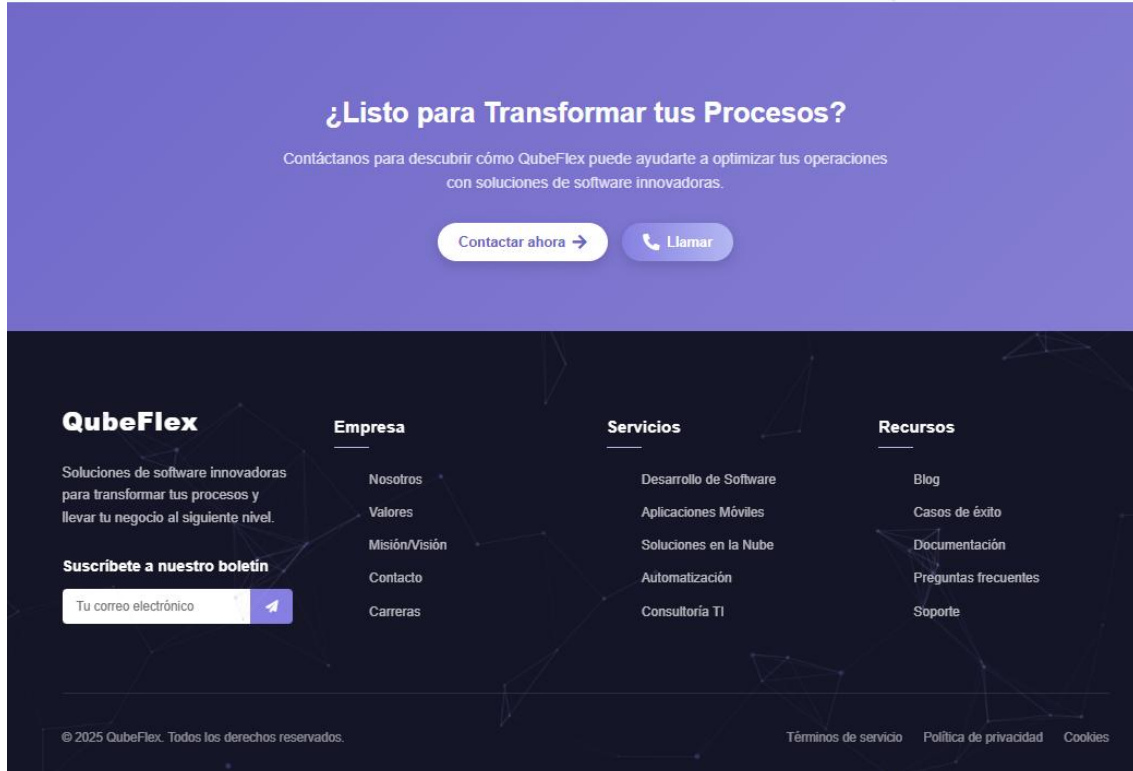 ¿Listo para Transformar tus Procesos?
Contáctanos para descubrir cómo QubeFlex puede ayudarte a optimizar tus operaciones
con soluciones de software innovadoras.
Contactar ahora
Llamar
QubeFlex
Soluciones de software innovadoras
para transformar tus procesos y
llevar tu negocio al siguiente nivel.
Suscríbete a nuestro boletín
Tu correo electrónico
Empresa
Nosotros
Valores
Misión/Visión
Contacto
Carreras
Servicios
Desarrollo de Software
Aplicaciones Móviles
Soluciones en la Nube
Automatización
Consultoría TI
Recursos
Blog
Casos de éxito
Documentación
Preguntas frecuentes
Soporte
© 2025 QubeFlex. Todos los derechos reservados.
Términos de servicio
Política de privacidad
Cookies